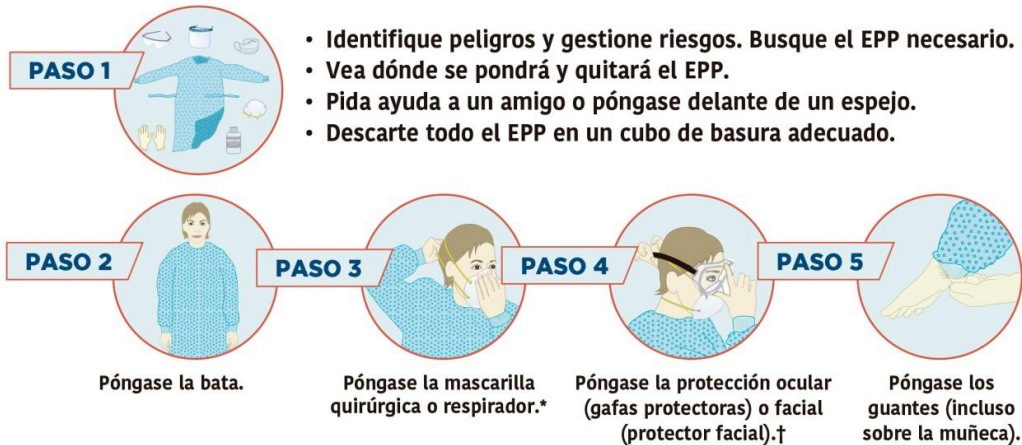 PASO 1
• Identifique peligros y gestione riesgos. Busque el EPP necesario.
• Vea dónde se pondrá y quitará el EPP.
• Pida ayuda a un amigo o póngase delante de un espejo.
• Descarte todo el EPP en un cubo de basura adecuado.
PASO 2
Póngase la bata.
PASO 3
Póngase la mascarilla
quirúrgica o respirador.*
PASO 4
Póngase la protección ocular
(gafas protectoras) o facial
(protector facial).†
PASO 5
Póngase los
guantes (incluso
sobre la muñeca).